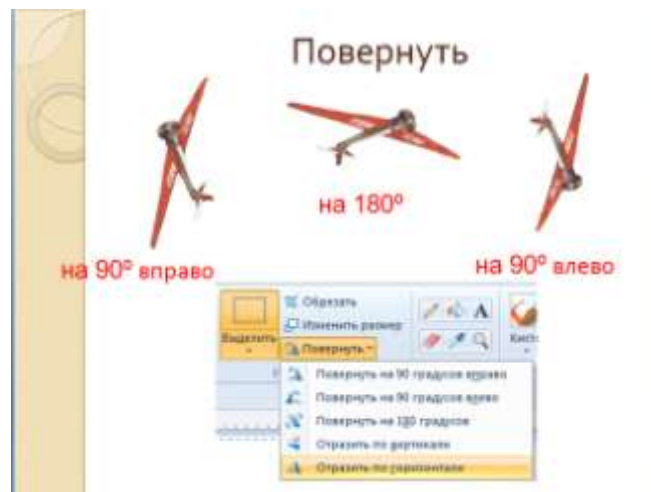 Повернуть
на 180º
на 90º вправо
на 90º влево
Обрезать
Изменить размер
Выделить
Повернуть
A
Кисти
Повернуть на 90 градусов вправо
Повернуть на 90 градусов влево
Повернуть на 180 градусов
Отразить по вертикали
Отразить по горизонтали